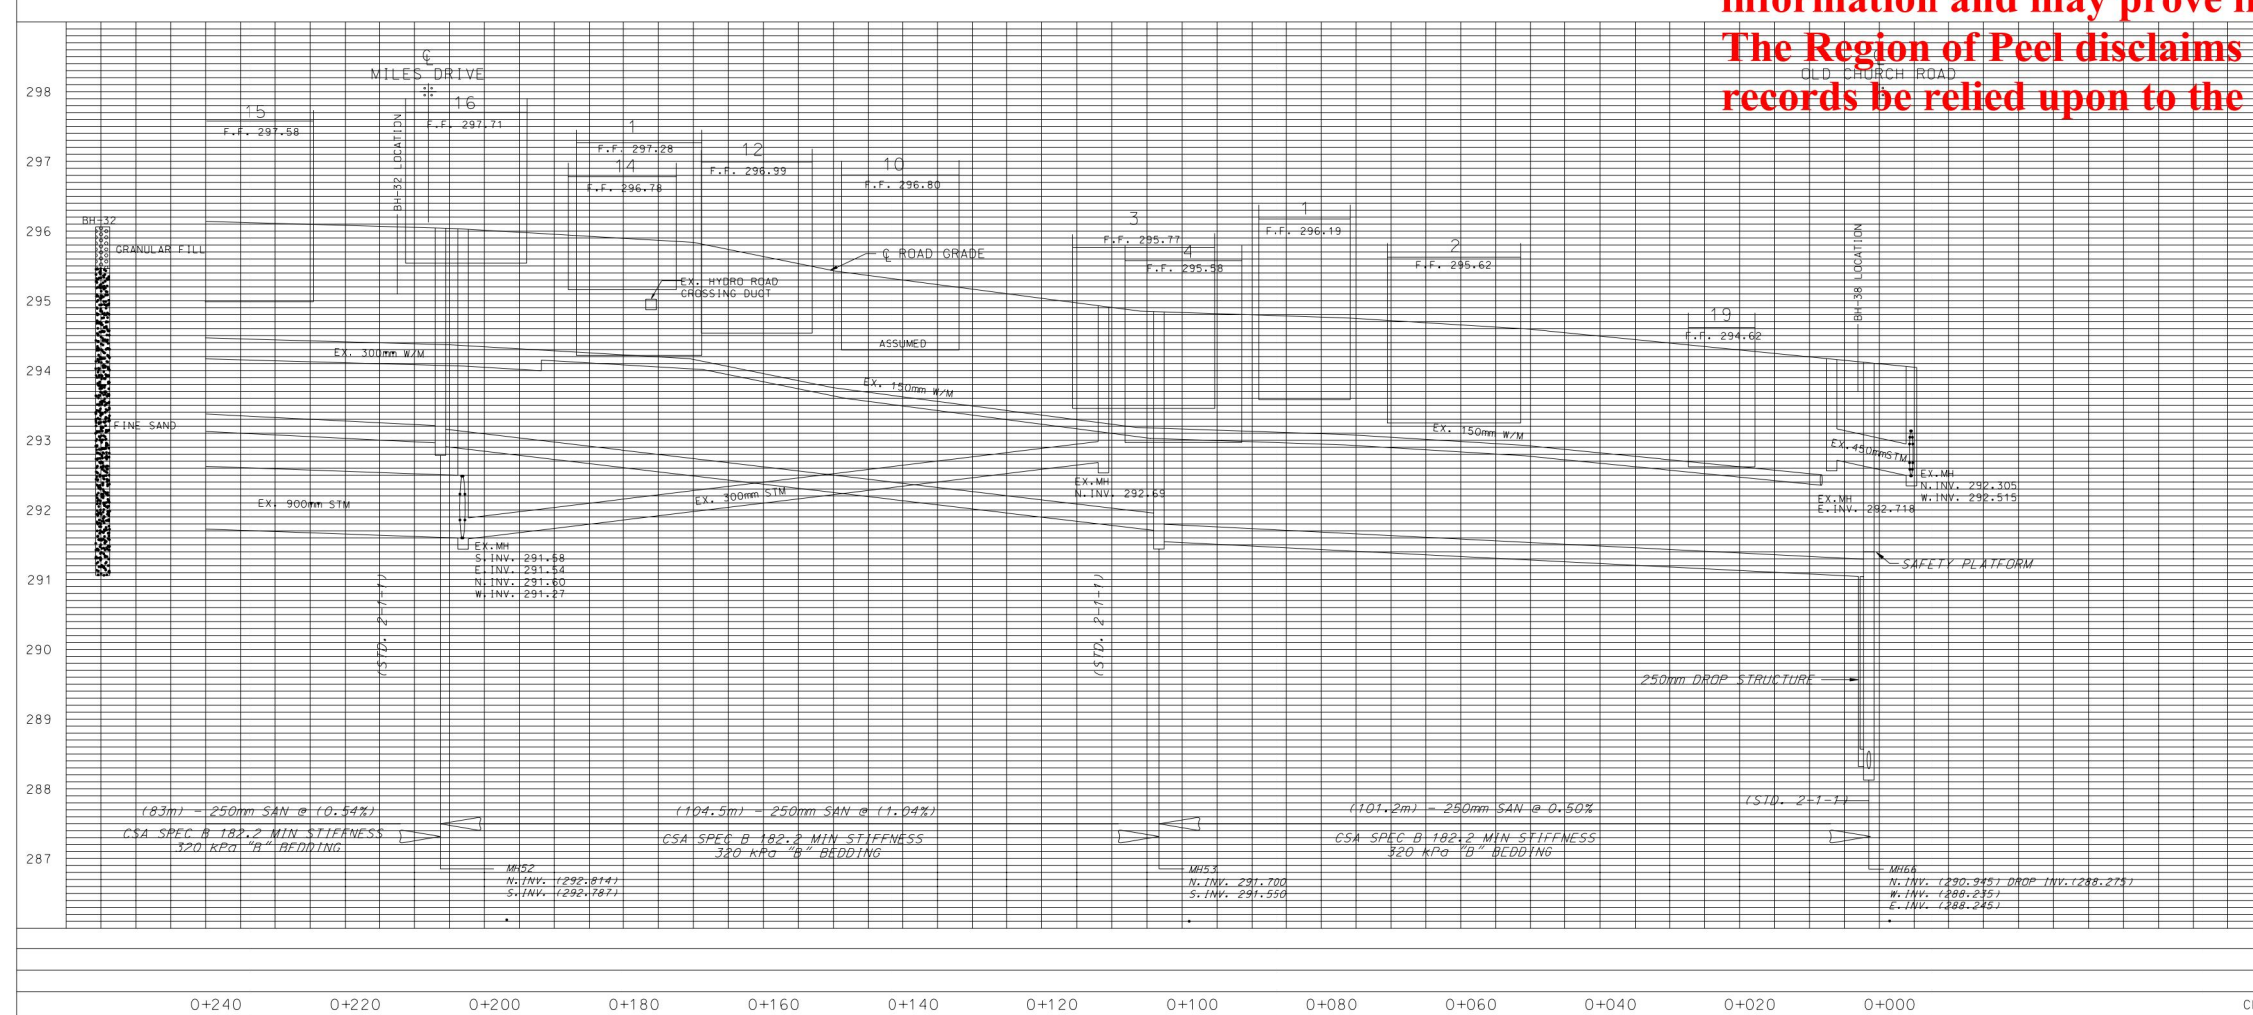 The Region of Peel disclaims
records be relied upon to the
℄
MILES DRIVE
OLD CHURCH ROAD
298
297
296
295
294
293
292
291
290
289
288
287
15
F.F. 297.58
BH-32 LOCATION
16
F.F. 297.71
1
F.F. 297.28
14
F.F. 296.78
12
F.F. 296.99
10
F.F. 296.80
ASSUMED
3
F.F. 295.77
4
F.F. 295.58
1
F.F. 296.19
2
F.F. 295.62
19
F.F. 294.62
BH-38 LOCATION
BH-32
GRANULAR FILL
FINE SAND
℄ ROAD GRADE
EX. HYDRO ROAD
CROSSING DUCT
EX. 300mm W/M
EX. 150mm W/M
EX. 150mm W/M
EX. 450mm STM
EX. 900mm STM
EX. 300mm STM
EX.MH
S.INV. 291.58
E.INV. 291.54
N.INV. 291.60
W.INV. 291.27
EX.MH
N.INV. 292.69
EX.MH
E.INV. 292.718
EX.MH
N.INV. 292.305
W.INV. 292.515
SAFETY PLATFORM
(STD. 2-1-1)
(STD. 2-1-1)
250mm DROP STRUCTURE
(STD. 2-1-1)
(83m) - 250mm SAN @ (0.54%)
CSA SPEC B 182.2 MIN STIFFNESS
320 kPa "B" BEDDING
(104.5m) - 250mm SAN @ (1.04%)
CSA SPEC B 182.2 MIN STIFFNESS
320 kPa "B" BEDDING
(101.2m) - 250mm SAN @ 0.50%
CSA SPEC B 182.2 MIN STIFFNESS
320 kPa "B" BEDDING
MH52
N.INV. (292.814)
S.INV. (292.787)
MH53
N.INV. 291.700
S.INV. 291.550
MH66
N.INV. (290.945) DROP INV.(288.275)
W.INV. (288.235)
E.INV. (288.245)
0+240
0+220
0+200
0+180
0+160
0+140
0+120
0+100
0+080
0+060
0+040
0+020
0+000